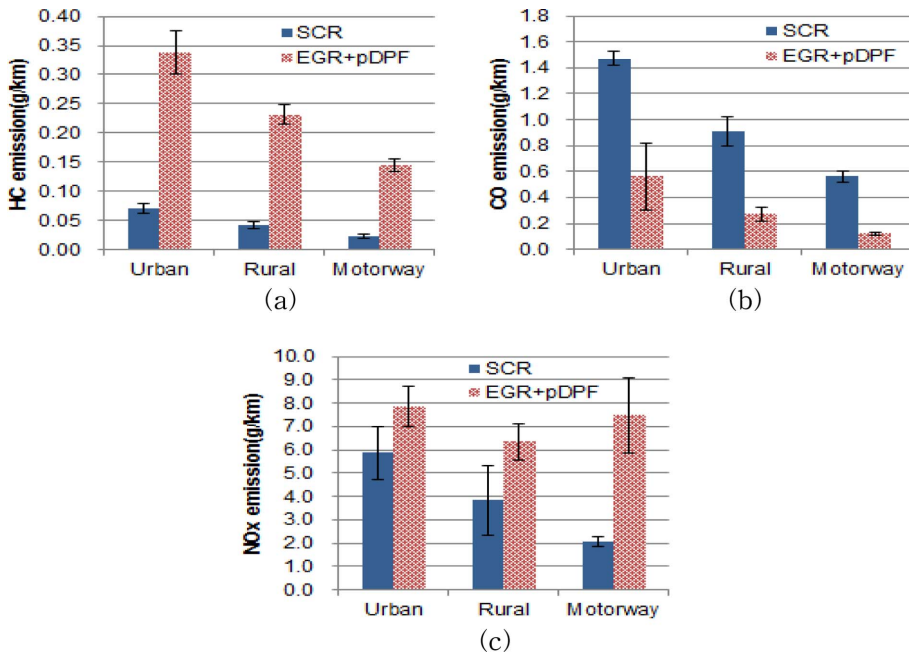 HC emission(g/km)
0.40
0.35
0.30
0.25
0.20
0.15
0.10
0.05
0.00
SCR
EGR+pDPF
Urban Rural Motorway
(a)
CO emission(g/km)
1.8
1.6
1.4
1.2
1.0
0.8
0.6
0.4
0.2
0.0
SCR
EGR+pDPF
Urban Rural Motorway
(b)
NOx emission(g/km)
10.0
9.0
8.0
7.0
6.0
5.0
4.0
3.0
2.0
1.0
0.0
SCR
EGR+pDPF
Urban Rural Motorway
(c)